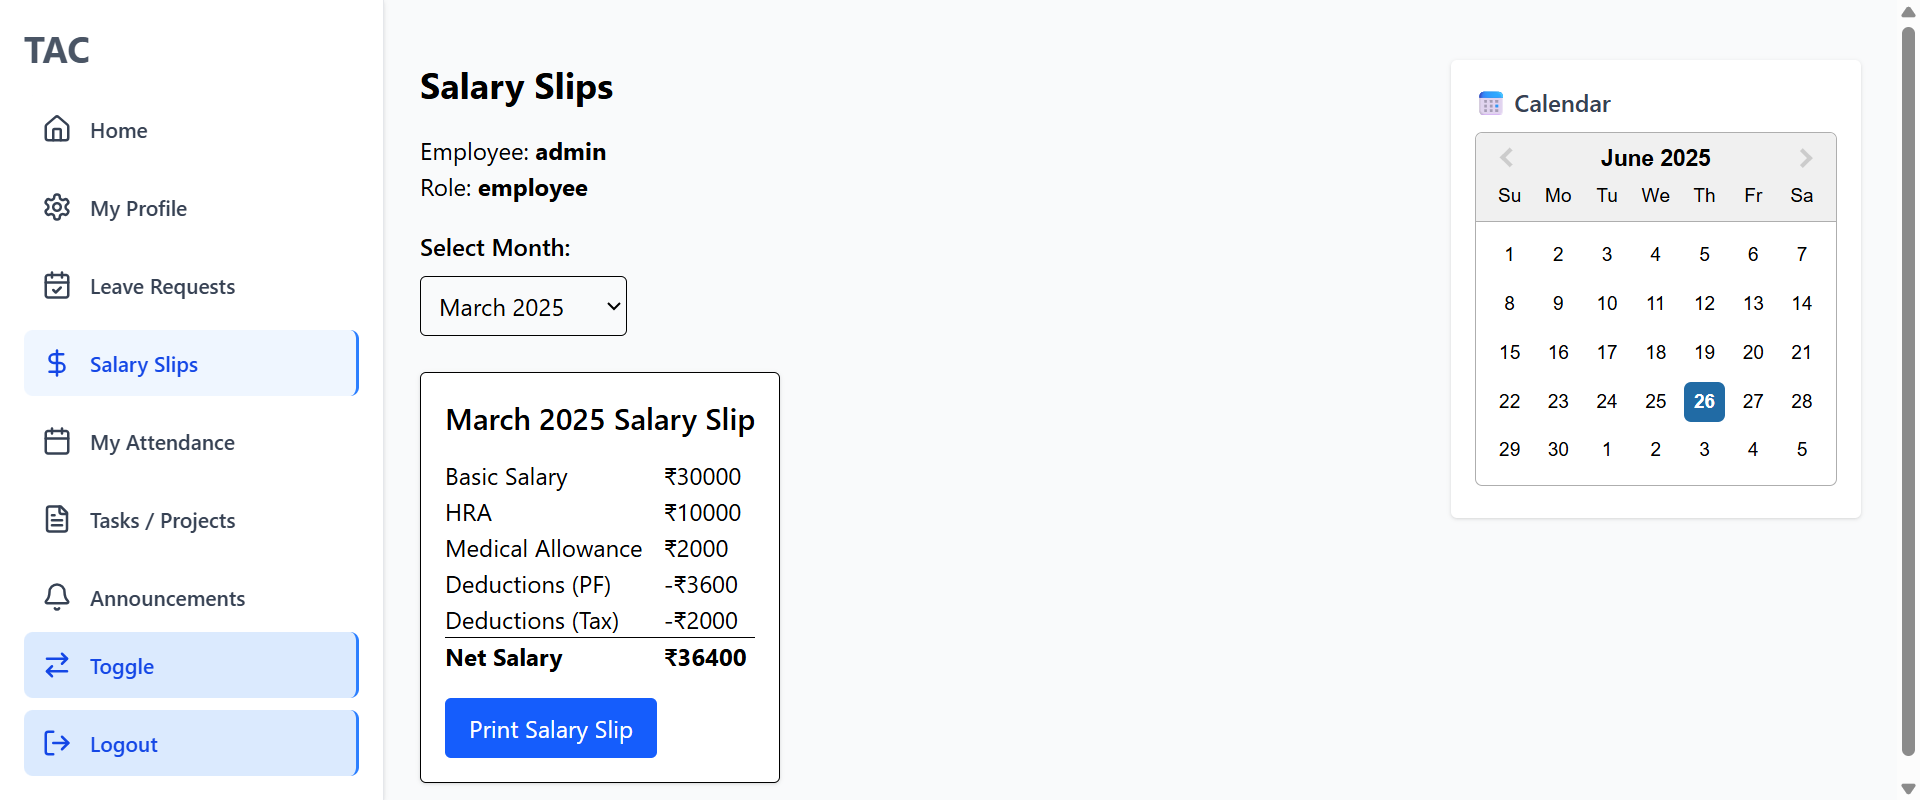 TAC
Home
My Profile
Leave Requests
Salary Slips
My Attendance
Tasks / Projects
Announcements
Toggle
Logout
Salary Slips
Employee: admin
Role: employee
Select Month:
March 2025
March 2025 Salary Slip
Basic Salary ₹30000
HRA ₹10000
Medical Allowance ₹2000
Deductions (PF) -₹3600
Deductions (Tax) -₹2000
Net Salary ₹36400
Print Salary Slip
Calendar
June 2025
Su Mo Tu We Th Fr Sa
1 2 3 4 5 6 7
8 9 10 11 12 13 14
15 16 17 18 19 20 21
22 23 24 25 26 27 28
29 30 1 2 3 4 5